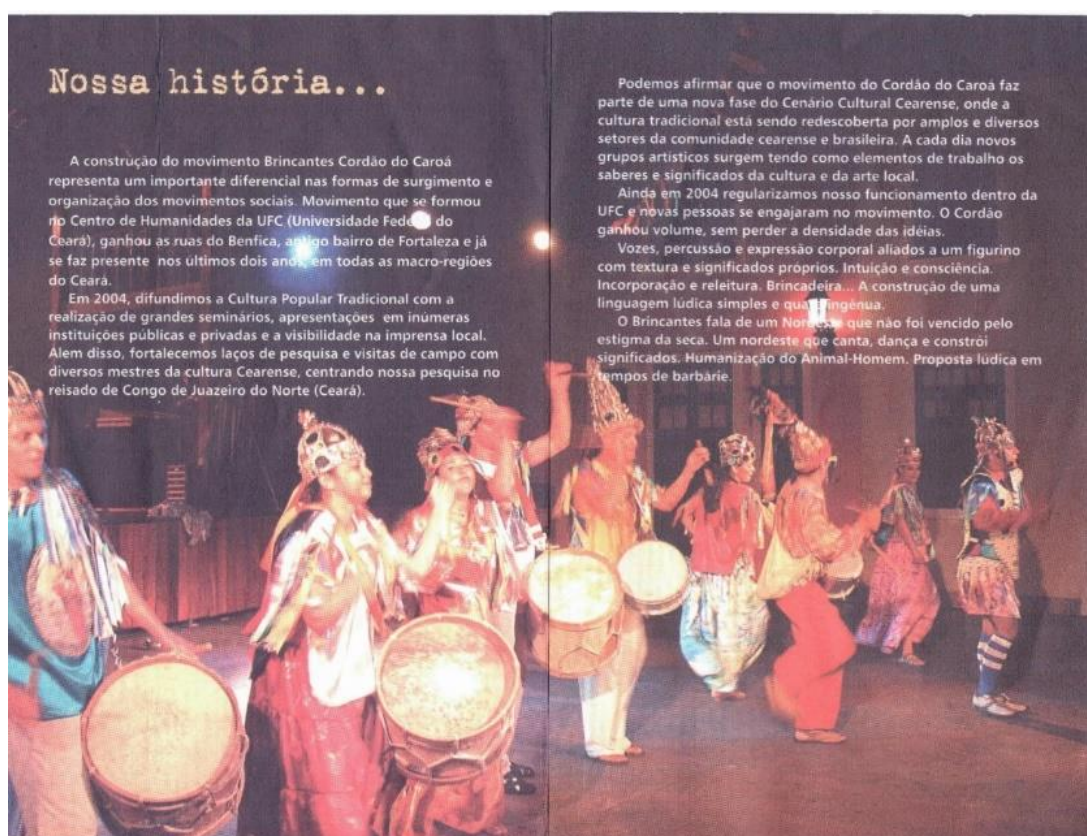 Nossa história...
A construção do movimento Brincantes Cordão do Caroá
representa um importante diferencial nas formas de surgimento e
organização dos movimentos sociais. Movimento que se formou
no Centro de Humanidades da UFC (Universidade Federal do
Ceará), ganhou as ruas do Benfica, antigo bairro de Fortaleza e já
se faz presente nos últimos dois anos, em todas as macro-regiões
do Ceará.
Em 2004, difundimos a Cultura Popular Tradicional com a
realização de grandes seminários, apresentações em inúmeras
instituições públicas e privadas e a visibilidade na imprensa local.
Alem disso, fortalecemos laços de pesquisa e visitas de campo com
diversos mestres da cultura Cearense, centrando nossa pesquisa no
reisado de Congo de Juazeiro do Norte (Ceará).
Podemos afirmar que o movimento do Cordão do Caroá faz
parte de uma nova fase do Cenário Cultural Cearense, onde a
cultura tradicional está sendo redescoberta por amplos e diversos
setores da comunidade cearense e brasileira. A cada dia novos
grupos artísticos surgem tendo como elementos de trabalho os
saberes e significados da cultura e da arte local.
Ainda em 2004 regularizamos nosso funcionamento dentro da
UFC e novas pessoas se engajaram no movimento. O Cordão
ganhou volume, sem perder a densidade das idéias.
Vozes, percussão e expressão corporal aliados a um figurino
com textura e significados próprios. Intuição e consciência.
Incorporação e releitura. Brincadeira... A construção de uma
linguagem lúdica simples e quase ingênua.
O Brincantes fala de um Nordeste que não foi vencido pelo
estigma da seca. Um nordeste que canta, dança e constrói
significados. Humanização do Animal-Homem. Proposta lúdica em
tempos de barbárie.